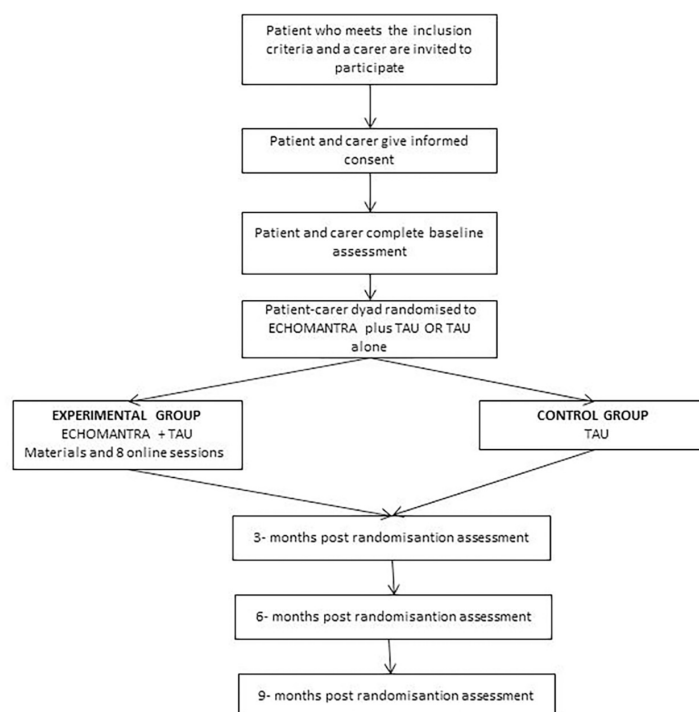 Patient who meets the inclusion
criteria and a carer are invited to
participate
Patient and carer give informed
consent
Patient and carer complete baseline
assessment
Patient-carer dyad randomised to
ECHOMANTRA plus TAU OR TAU
alone
EXPERIMENTAL GROUP
ECHOMANTRA + TAU
Materials and 8 online sessions
CONTROL GROUP
TAU
3- months post randomisantion assessment
6- months post randomisantion assessment
9- months post randomisantion assessment